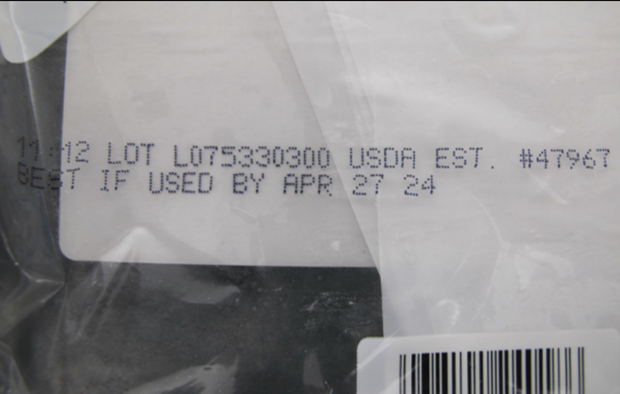 11:12 LOT L075330300 USDA EST. #47967
BEST IF USED BY APR 27 24